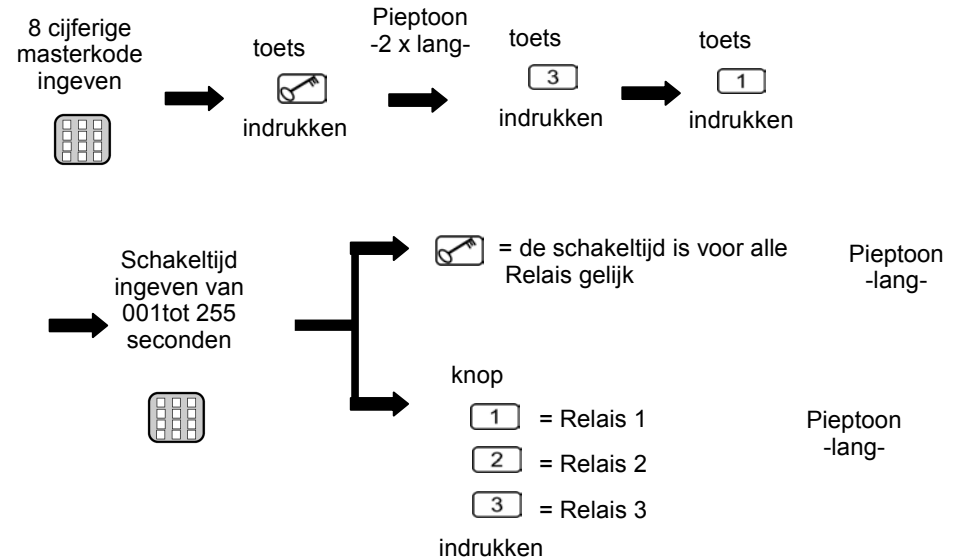 8 cijferige
masterkode
ingeven
toets
indrukken
Pieptoon
-2 x lang-
toets
3
indrukken
toets
1
indrukken
Schakeltijd
ingeven van
001tot 255
seconden
= de schakeltijd is voor alle
Relais gelijk
Pieptoon
-lang-
knop
1 = Relais 1
2 = Relais 2
3 = Relais 3
indrukken
Pieptoon
-lang-